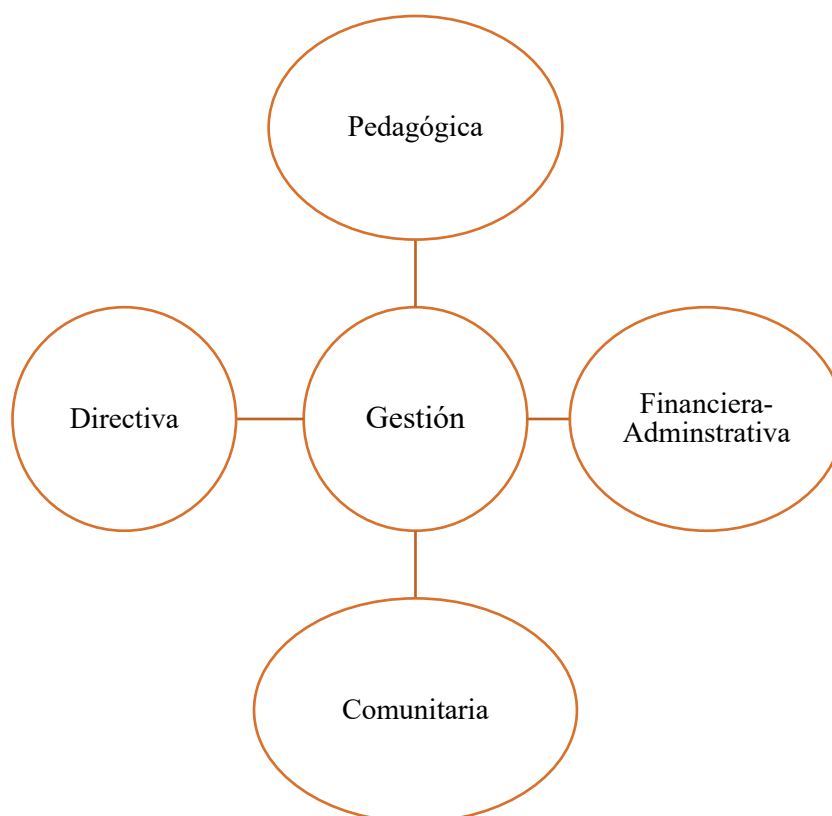 Pedagógica
Directiva
Gestión
Financiera-
Adminstrativa
Comunitaria